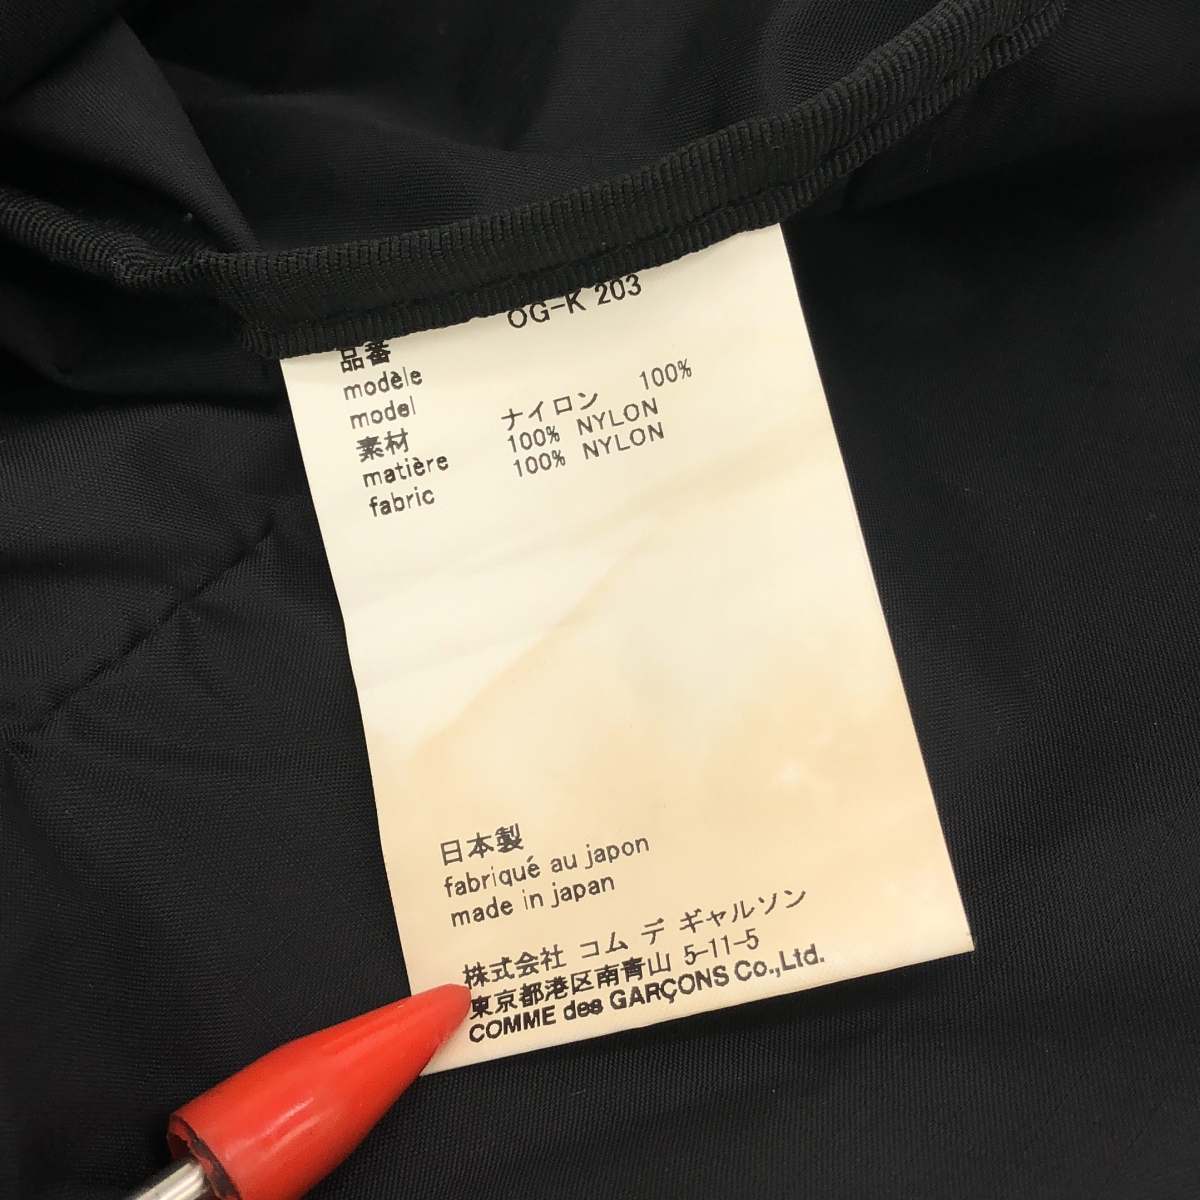 OG-K 203
品番
modèle
model
ナイロン 100%
素材 100% NYLON
matière 100% NYLON
fabric
日本製
fabriqué au japon
made in japan
株式会社 コム デ ギャルソン
東京都港区南青山 5-11-5
COMME des GARÇONS Co.,Ltd.